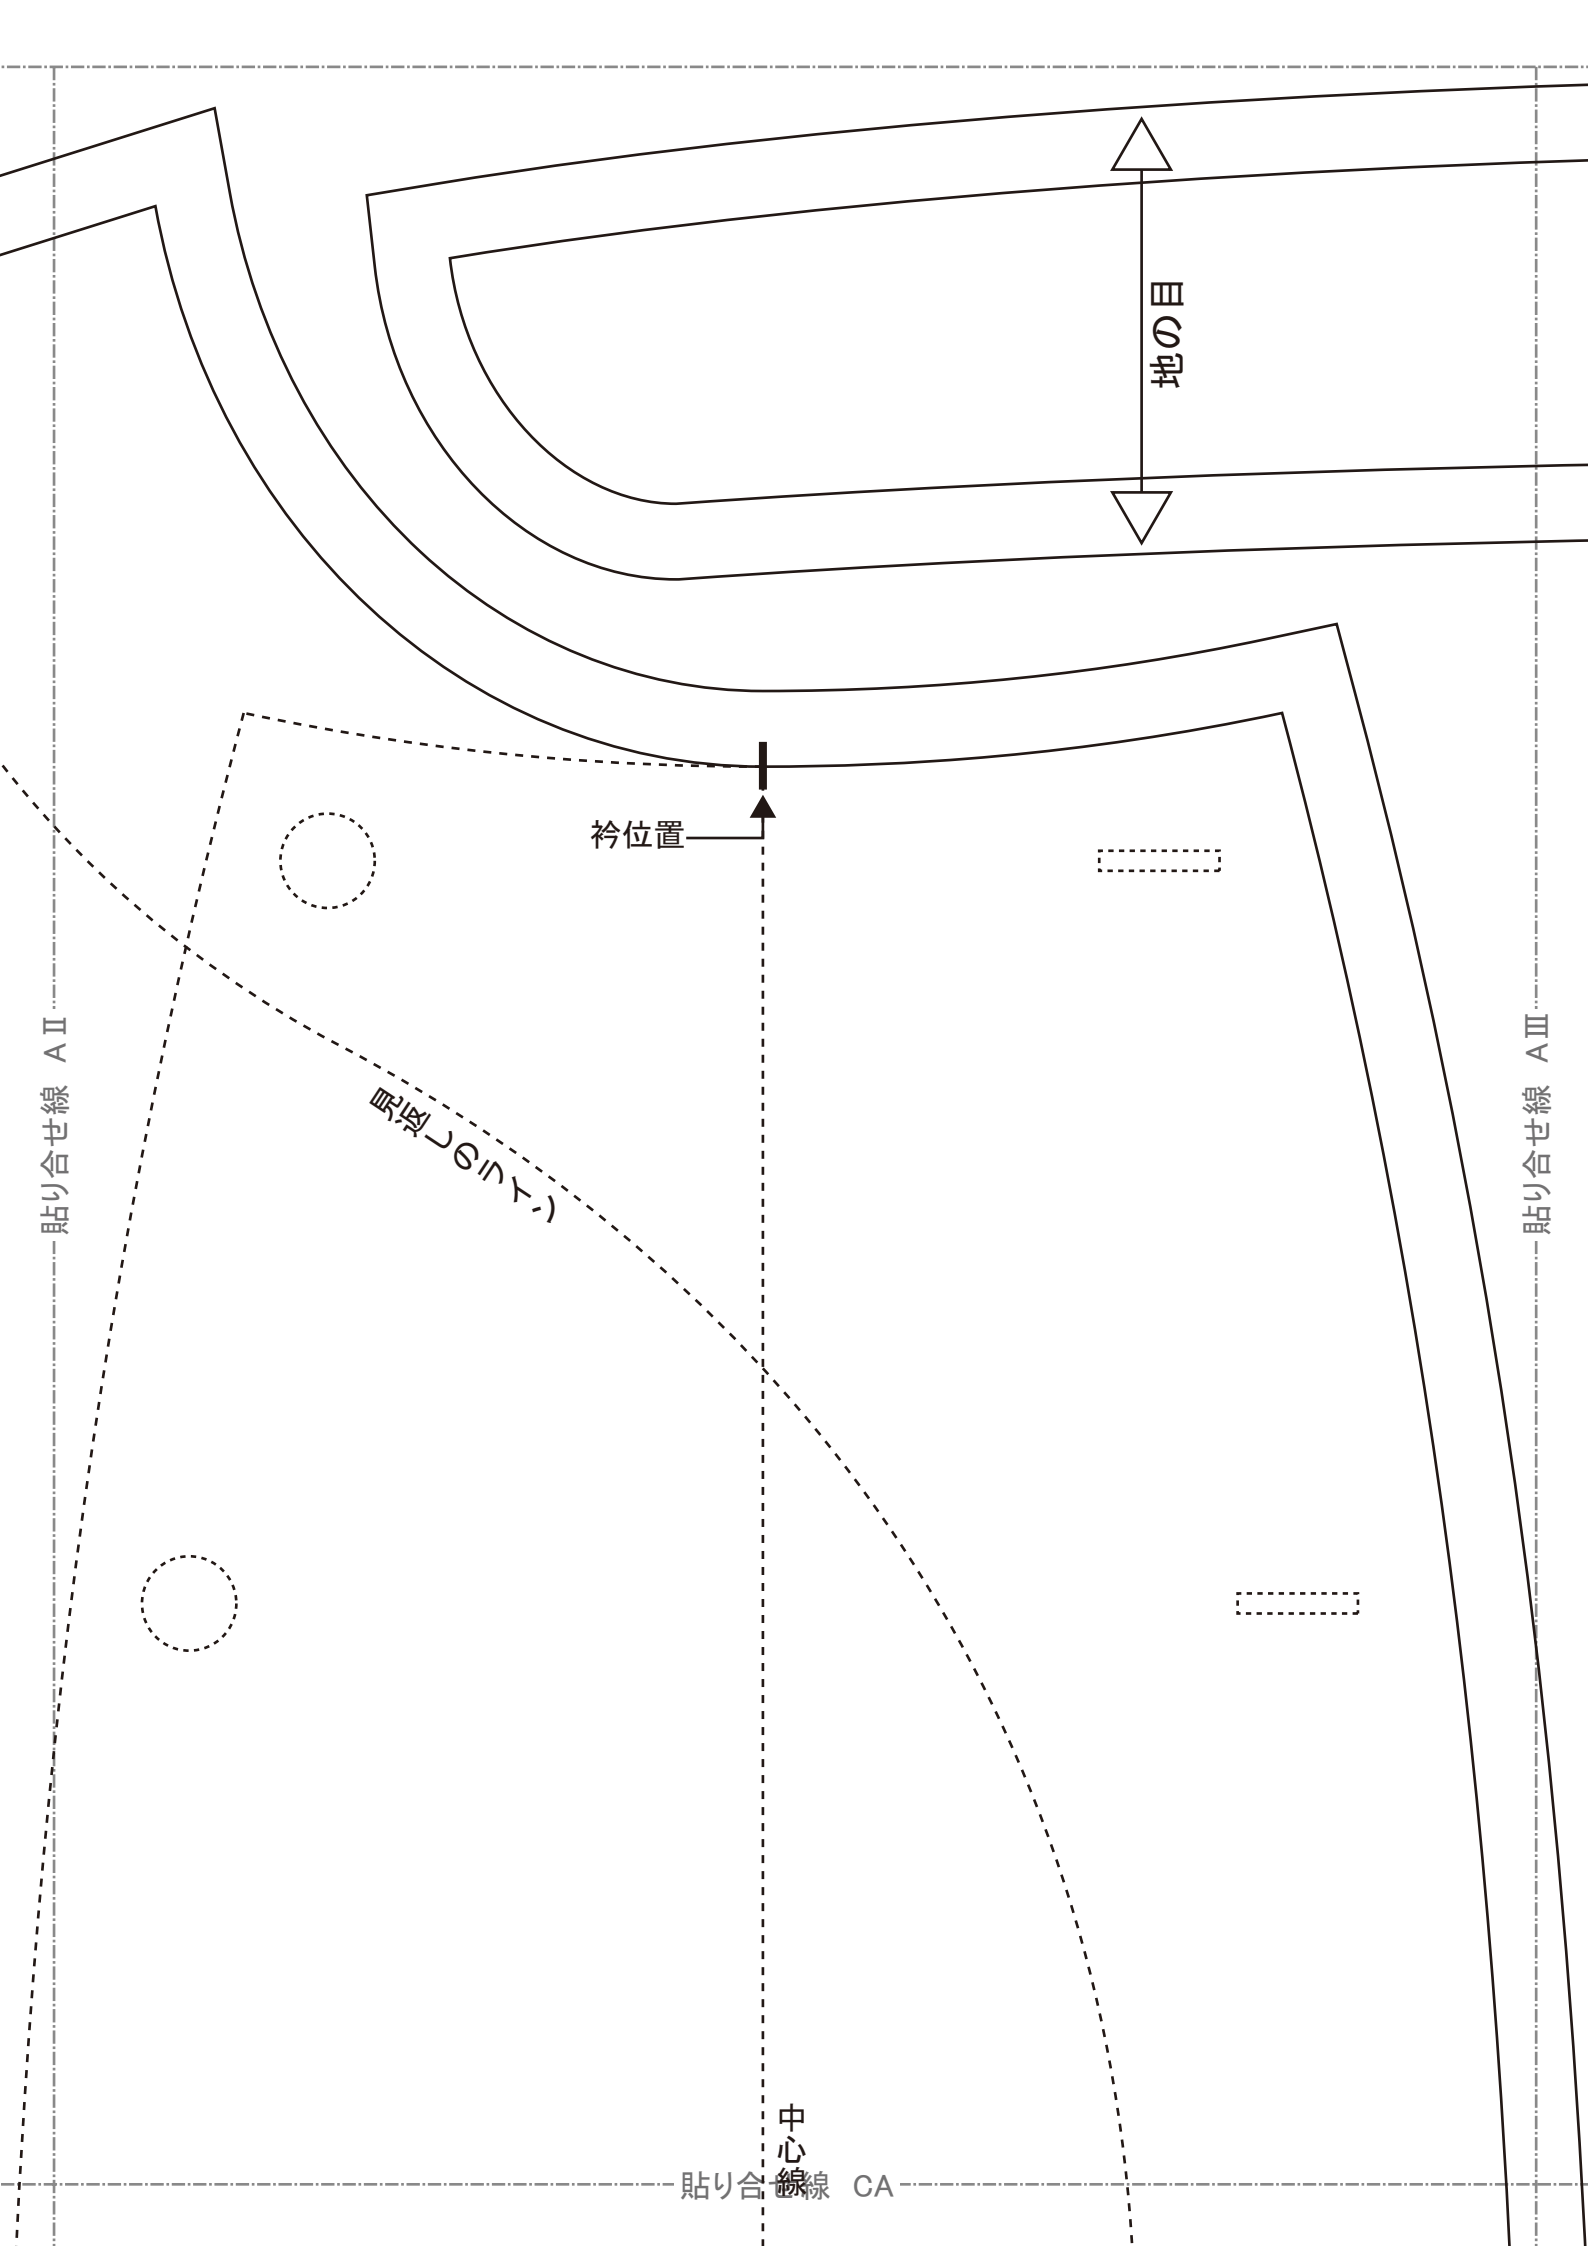 地の目
衿位置
貼り合せ線 AⅡ
貼り合せ線 AⅢ
見返しのライン
中心線
貼り合せ線 CA